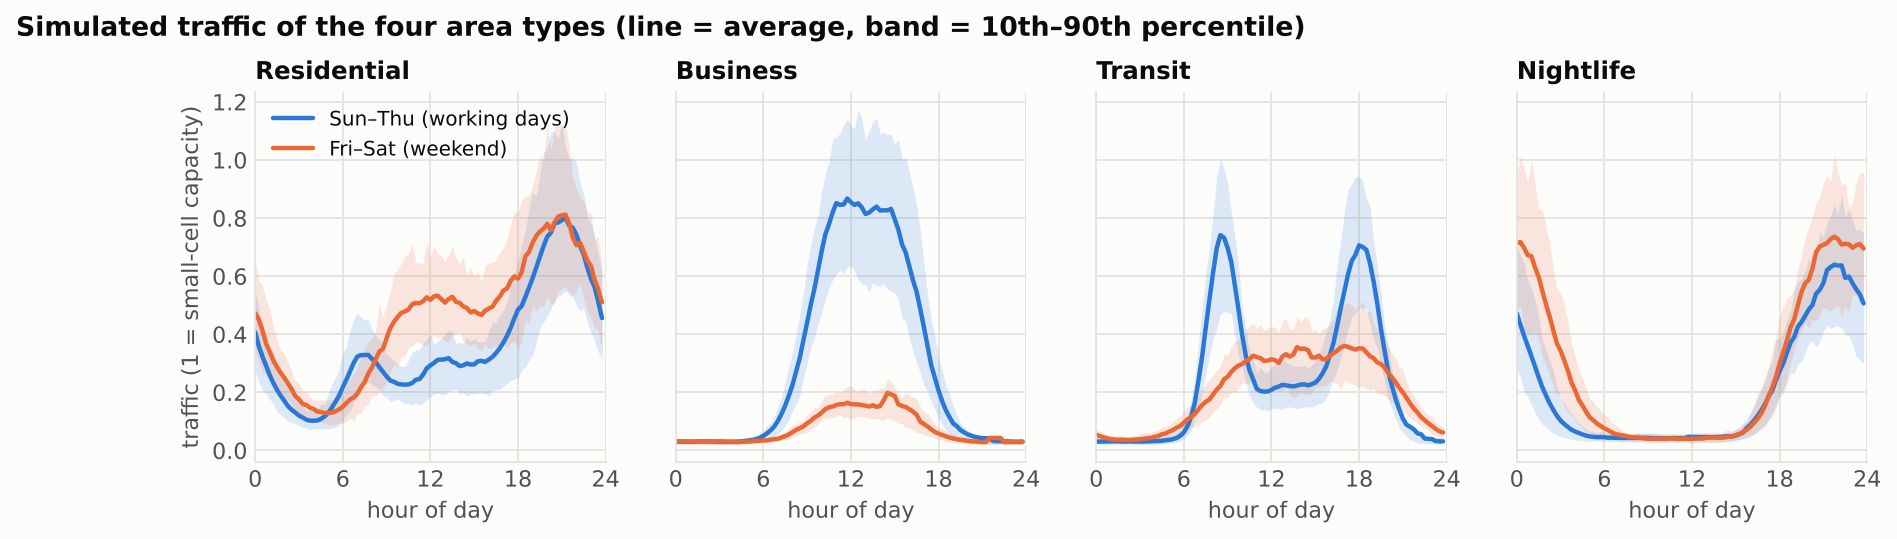 Simulated traffic of the four area types (line = average, band = 10th–90th percentile)
Residential
Business
Transit
Nightlife
traffic (1 = small-cell capacity)
1.2
1.0
0.8
0.6
0.4
0.2
0.0
Sun–Thu (working days)
Fri–Sat (weekend)
0 6 12 18 24
0 6 12 18 24
0 6 12 18 24
0 6 12 18 24
hour of day
hour of day
hour of day
hour of day